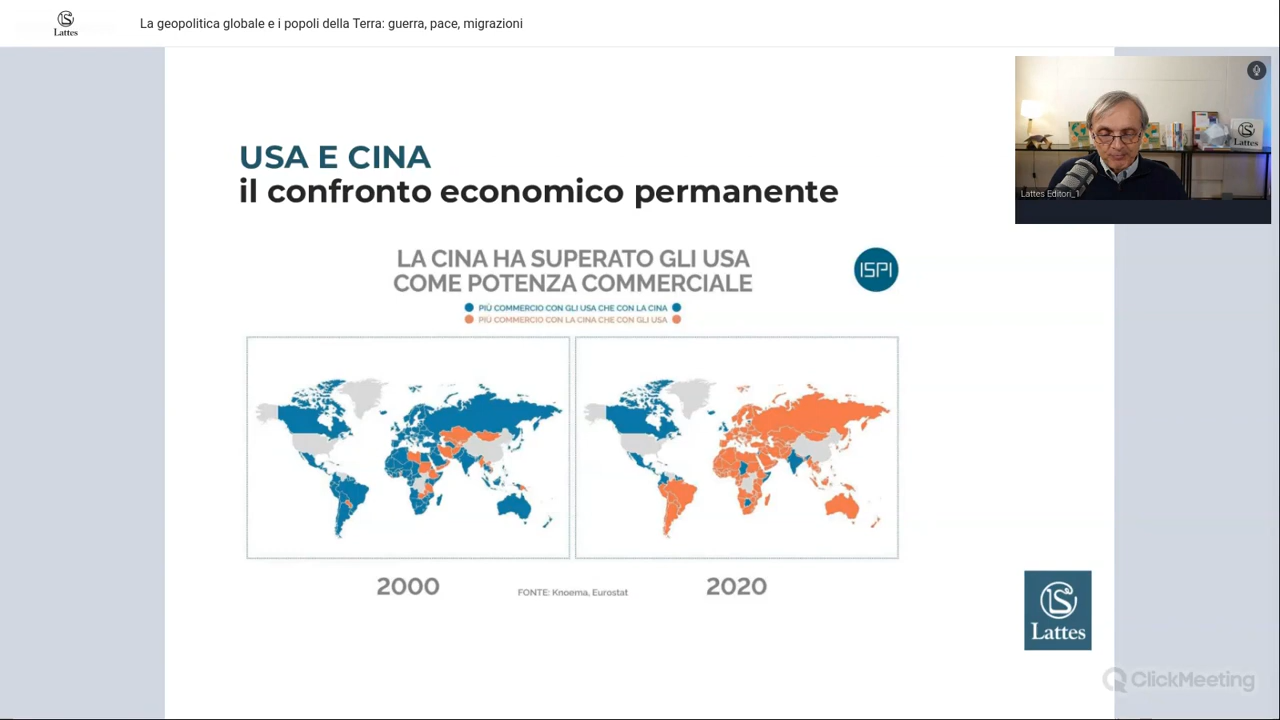 Lattes
La geopolitica globale e i popoli della Terra: guerra, pace, migrazioni
USA E CINA
il confronto economico permanente
Lattes
Lattes Editori_1
LA CINA HA SUPERATO GLI USA
COME POTENZA COMMERCIALE
ISPI
PIÙ COMMERCIO CON GLI USA CHE CON LA CINA
PIÙ COMMERCIO CON LA CINA CHE CON GLI USA
2000
FONTE: Knoema, Eurostat
2020
LS
Lattes
ClickMeeting